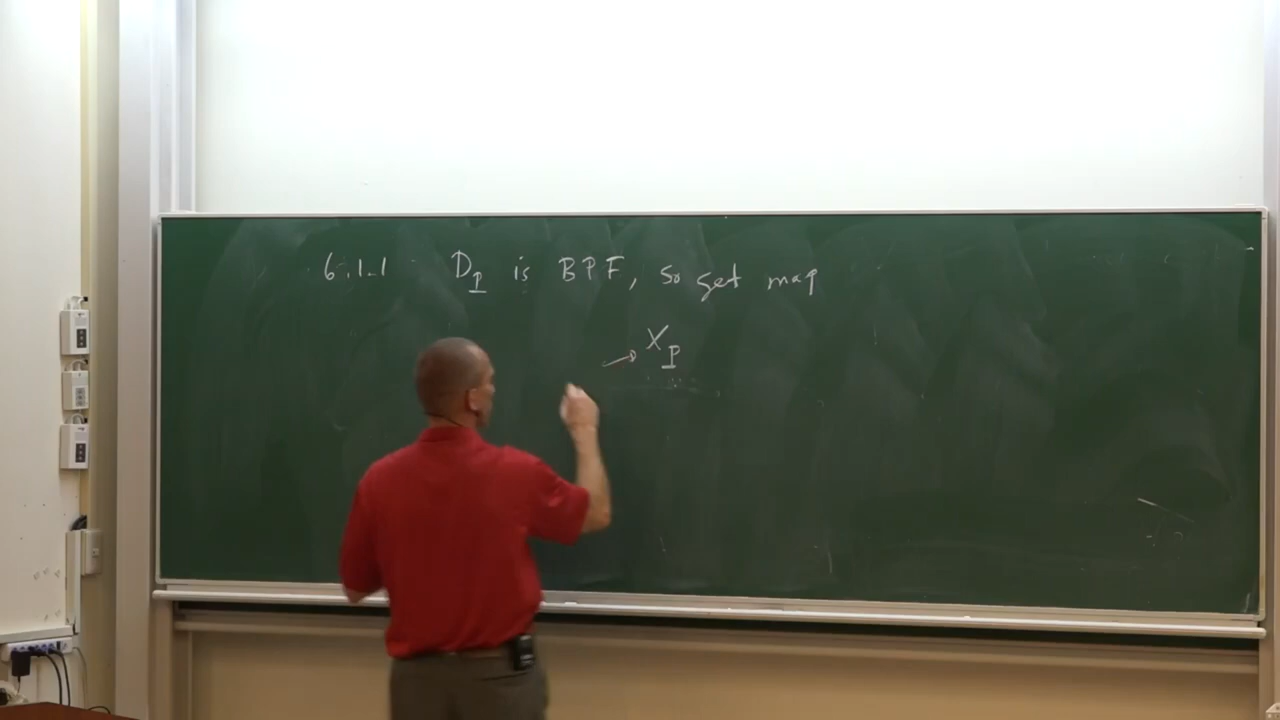 6.1.1 D_P is BPF, so get map
→ X_P